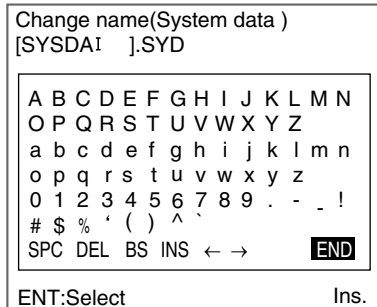 Change name(System data )
[SYSDAI ].SYD
A B C D E F G H I J K L M N
O P Q R S T U V W X Y Z
a b c d e f g h i j k l m n
o p q r s t u v w x y z
0 1 2 3 4 5 6 7 8 9 . - _ !
# $ % ‘ ( ) ^ `
SPC DEL BS INS ← → END
ENT:Select Ins.